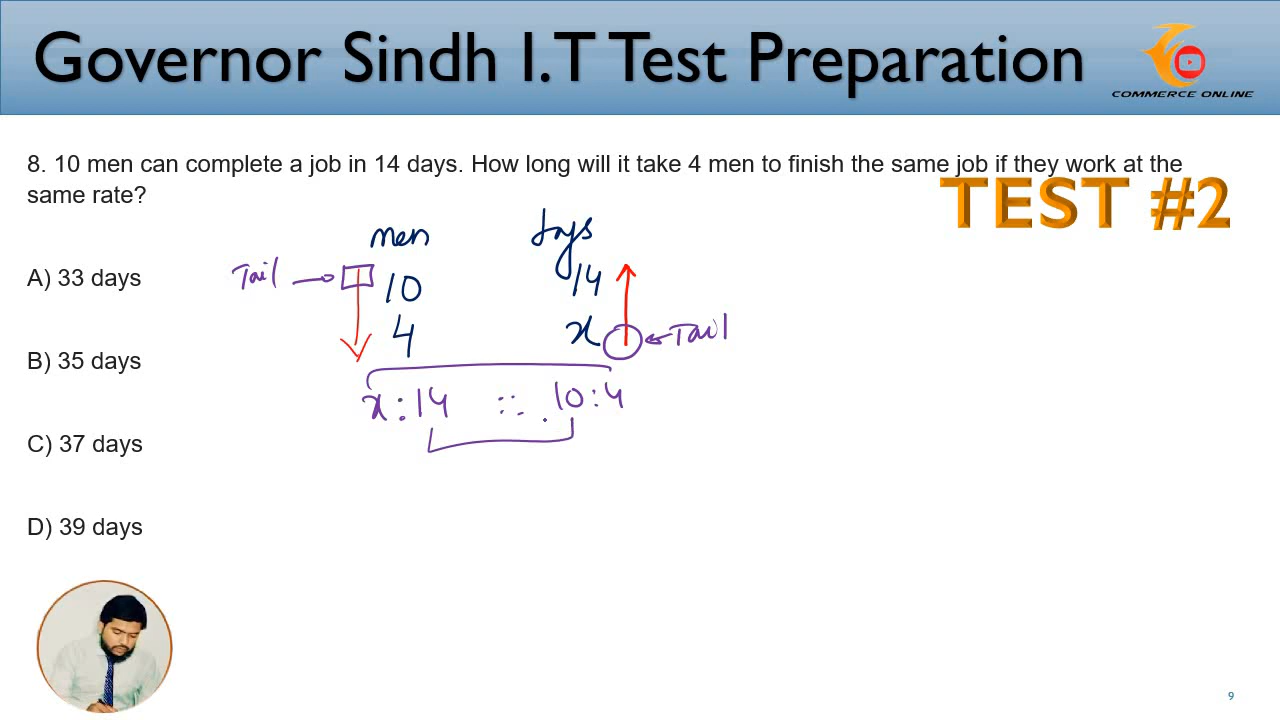 Governor Sindh I.T Test Preparation
COMMERCE ONLINE
8. 10 men can complete a job in 14 days. How long will it take 4 men to finish the same job if they work at the
same rate?
TEST #2
men days
Tail 10 14
4 x Tail
x : 14 :: 10 : 4
A) 33 days
B) 35 days
C) 37 days
D) 39 days
9